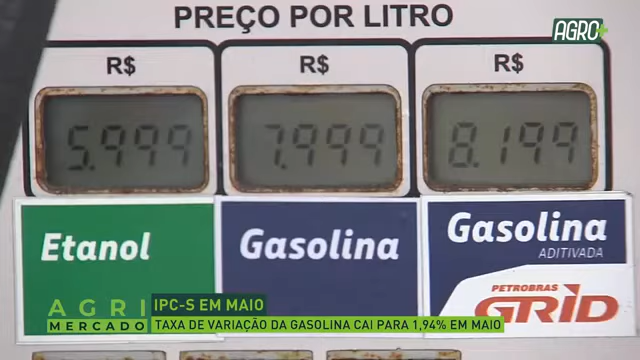 PREÇO POR LITRO
AGRO+
R$ R$ R$
5.999 7.999 8.199
Etanol Gasolina Gasolina
ADITIVADA
PETROBRAS
GRID
AGRI IPC-S EM MAIO
MERCADO TAXA DE VARIAÇÃO DA GASOLINA CAI PARA 1,94% EM MAIO